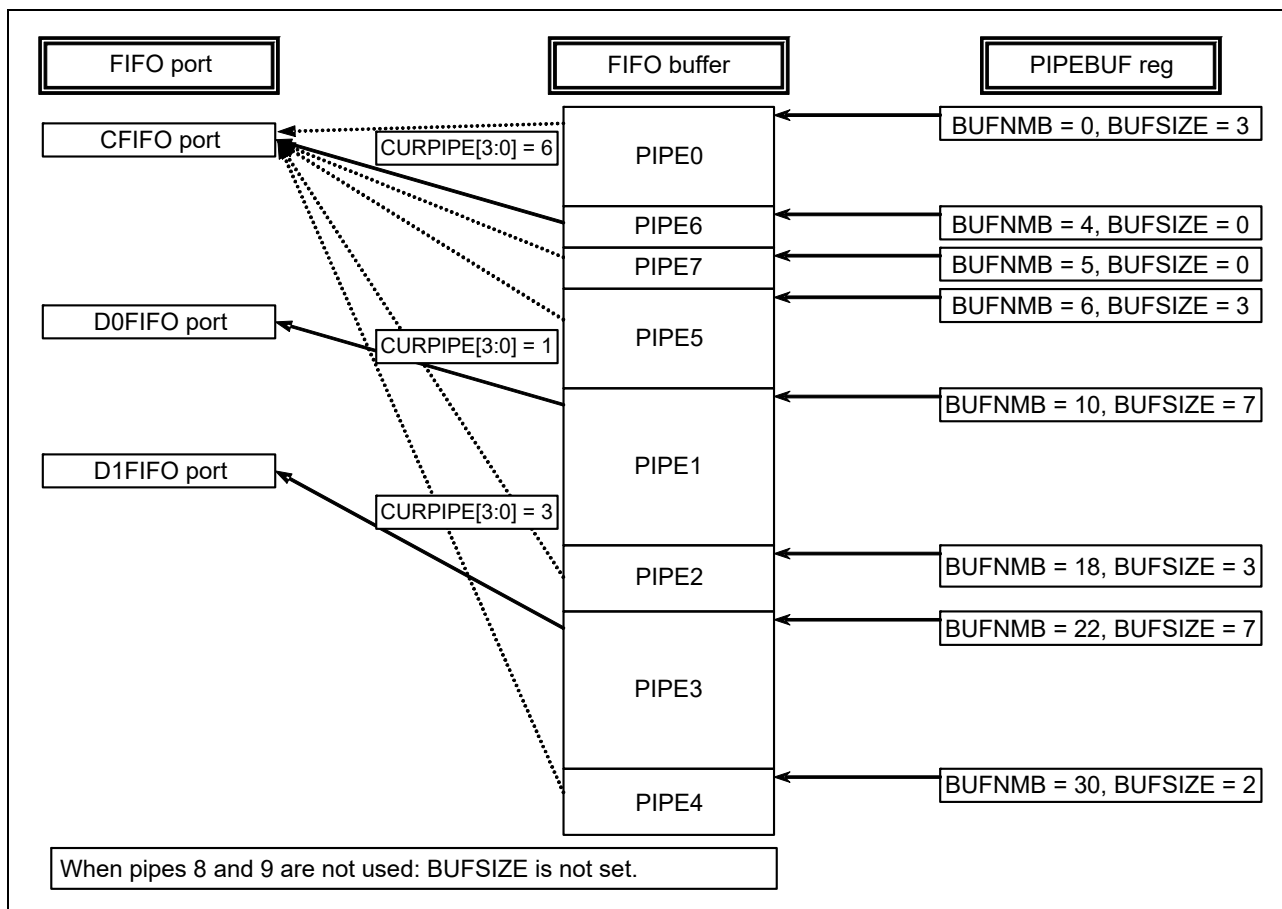 FIFO port
FIFO buffer
PIPEBUF reg
CFIFO port
CURPIPE[3:0] = 6
PIPE0
BUFNMB = 0, BUFSIZE = 3
PIPE6
BUFNMB = 4, BUFSIZE = 0
PIPE7
BUFNMB = 5, BUFSIZE = 0
D0FIFO port
CURPIPE[3:0] = 1
PIPE5
BUFNMB = 6, BUFSIZE = 3
PIPE1
BUFNMB = 10, BUFSIZE = 7
D1FIFO port
CURPIPE[3:0] = 3
PIPE2
BUFNMB = 18, BUFSIZE = 3
PIPE3
BUFNMB = 22, BUFSIZE = 7
PIPE4
BUFNMB = 30, BUFSIZE = 2
When pipes 8 and 9 are not used: BUFSIZE is not set.